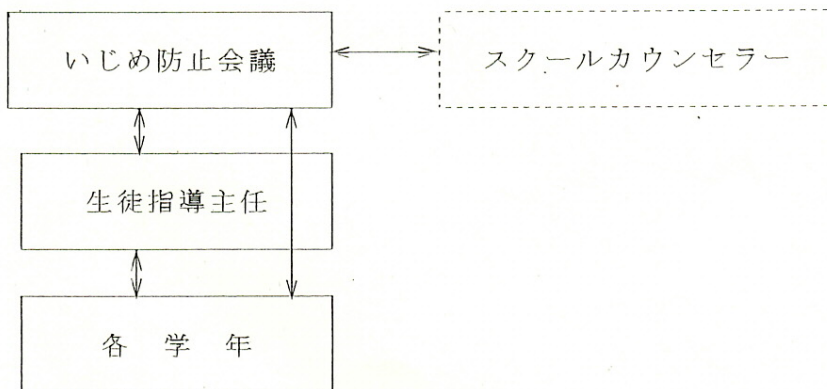 いじめ防止会議
スクールカウンセラー
生徒指導主任
各学年